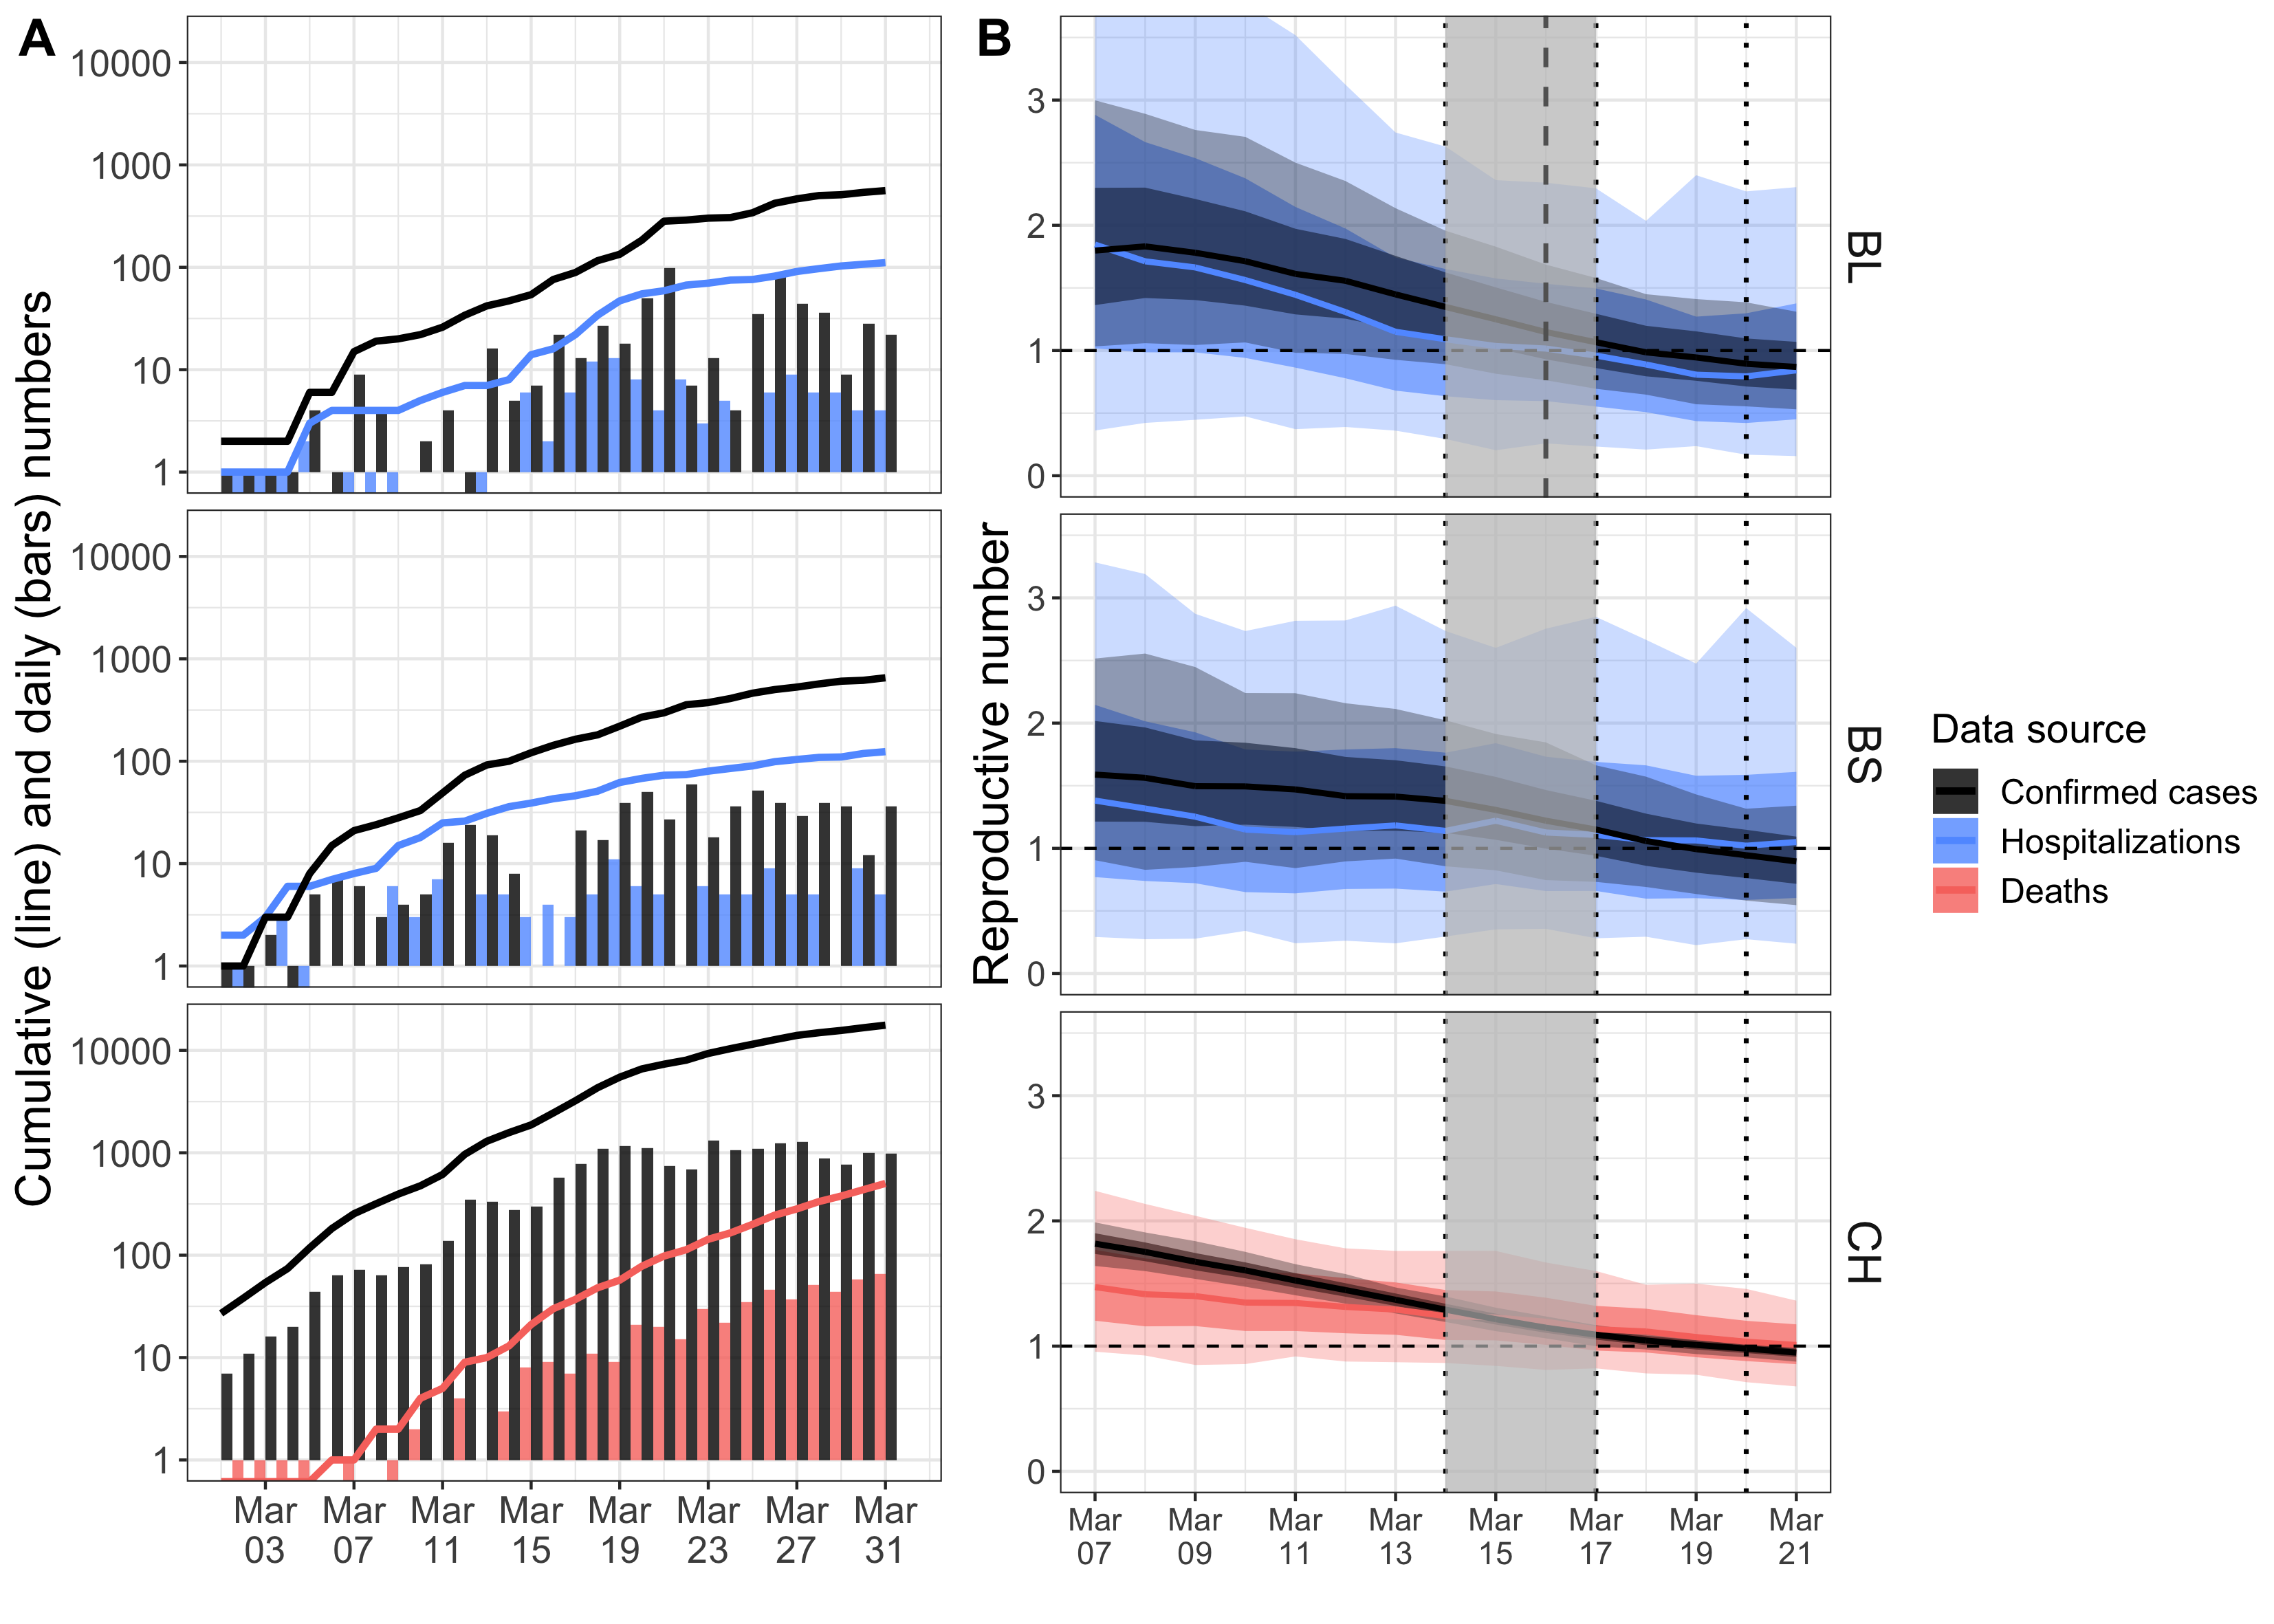 A
B
Cumulative (line) and daily (bars) numbers
10000
1000
100
10
1
10000
1000
100
10
1
10000
1000
100
10
1
Mar 03
Mar 07
Mar 11
Mar 15
Mar 19
Mar 23
Mar 27
Mar 31
Reproductive number
3
2
1
0
BL
3
2
1
0
BS
3
2
1
0
CH
Mar 07
Mar 09
Mar 11
Mar 13
Mar 15
Mar 17
Mar 19
Mar 21
Data source
Confirmed cases
Hospitalizations
Deaths